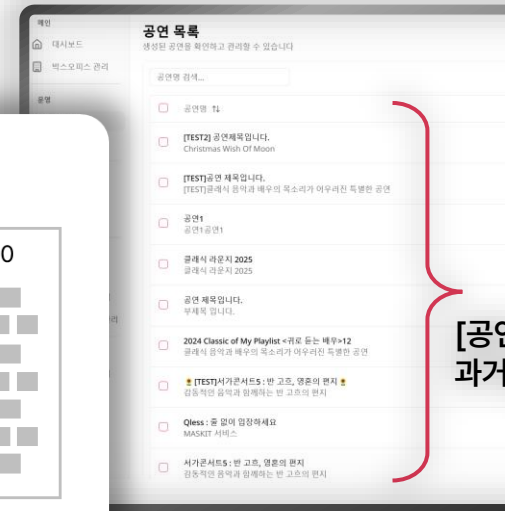 메인
대시보드
박스오피스 관리
운영
공연 목록
생성된 공연을 확인하고 관리할 수 있습니다
공연명 검색...
공연명 ↑↓
[TEST2] 공연제목입니다.
Christmas Wish Of Moon
[TEST]공연 제목입니다.
[TEST]클래식 음악과 배우의 목소리가 어우러진 특별한 공연
공연1
공연1공연1
클래식 라운지 2025
클래식 라운지 2025
공연 제목입니다.
부제목 입니다.
2024 Classic of My Playlist <귀로 듣는 배우>12
클래식 음악과 배우의 목소리가 어우러진 특별한 공연
🌻 [TEST]서가콘서트5 : 반 고흐, 영혼의 편지 🌻
감동적인 음악과 함께하는 반 고흐의 편지
Qless : 줄 없이 입장하세요
MASKIT 서비스
서가콘서트5 : 반 고흐, 영혼의 편지
감동적인 음악과 함께하는 반 고흐의 편지
0
[공연
과거